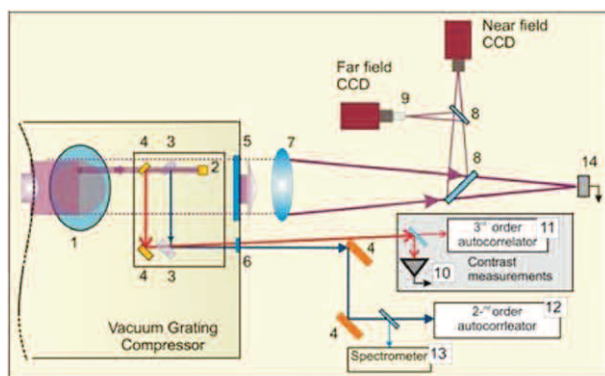 Near field
CCD
Far field
CCD
9
8
4
3
5
7
2
8
14
1
3rd order
autocorrelator
11
4
3
6
4
10
Contrast
measurements
Vacuum Grating
Compressor
4
2-nd order
autocorrleator
12
Spectrometer
13